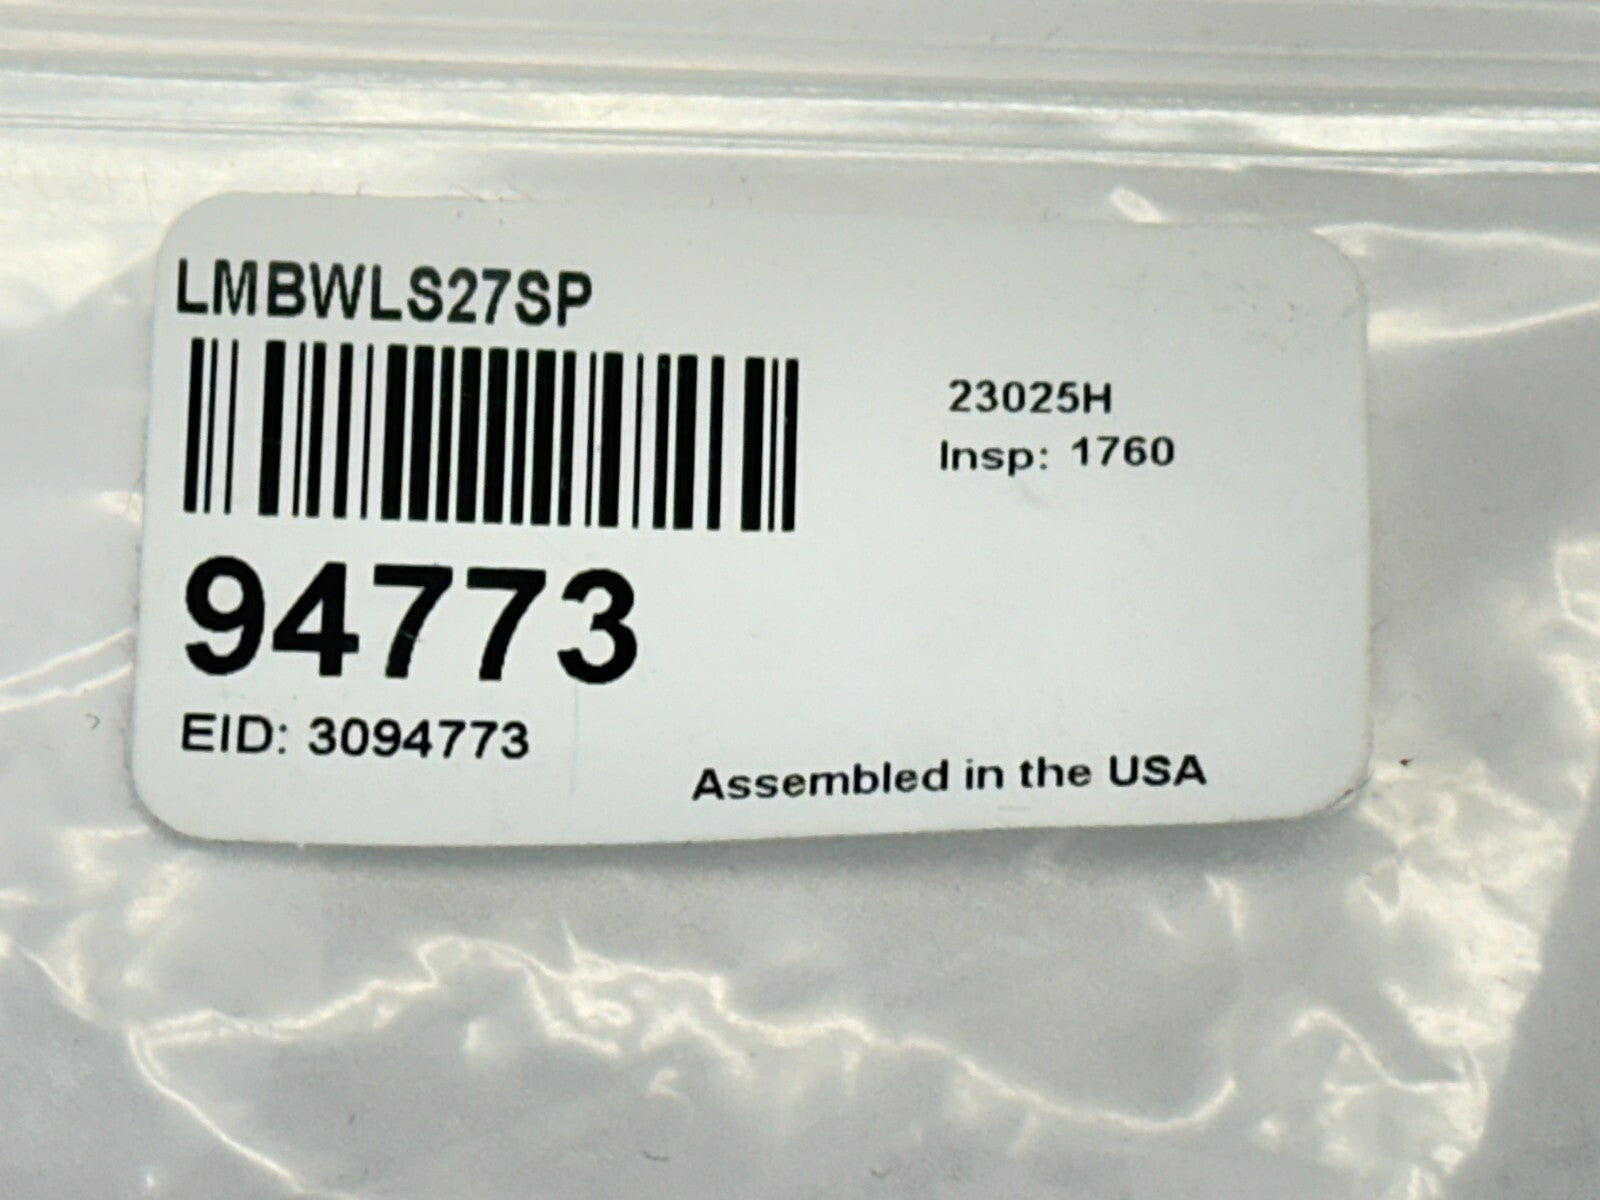 LMBWLS27SP
23025H
Insp: 1760
94773
EID: 3094773
Assembled in the USA